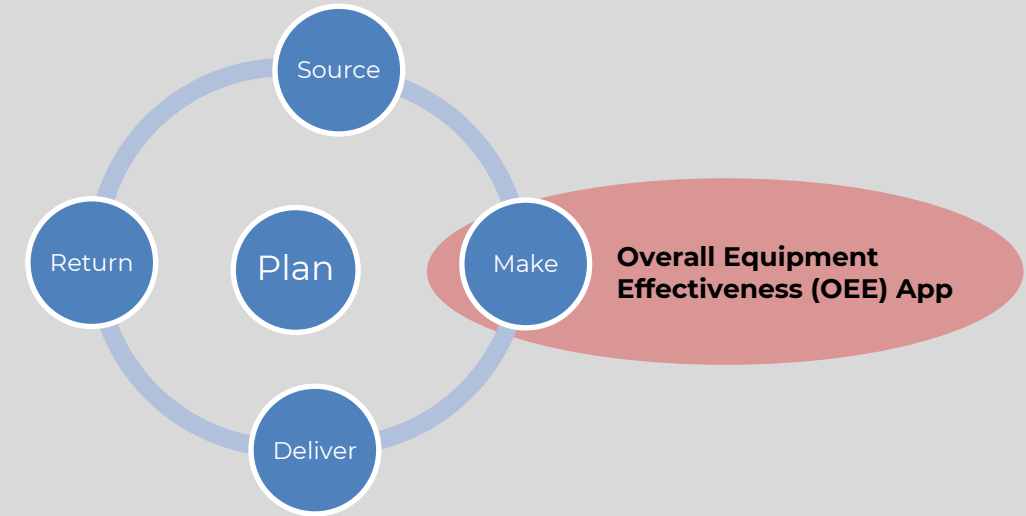 Source
Return
Plan
Make
Overall Equipment
Effectiveness (OEE) App
Deliver